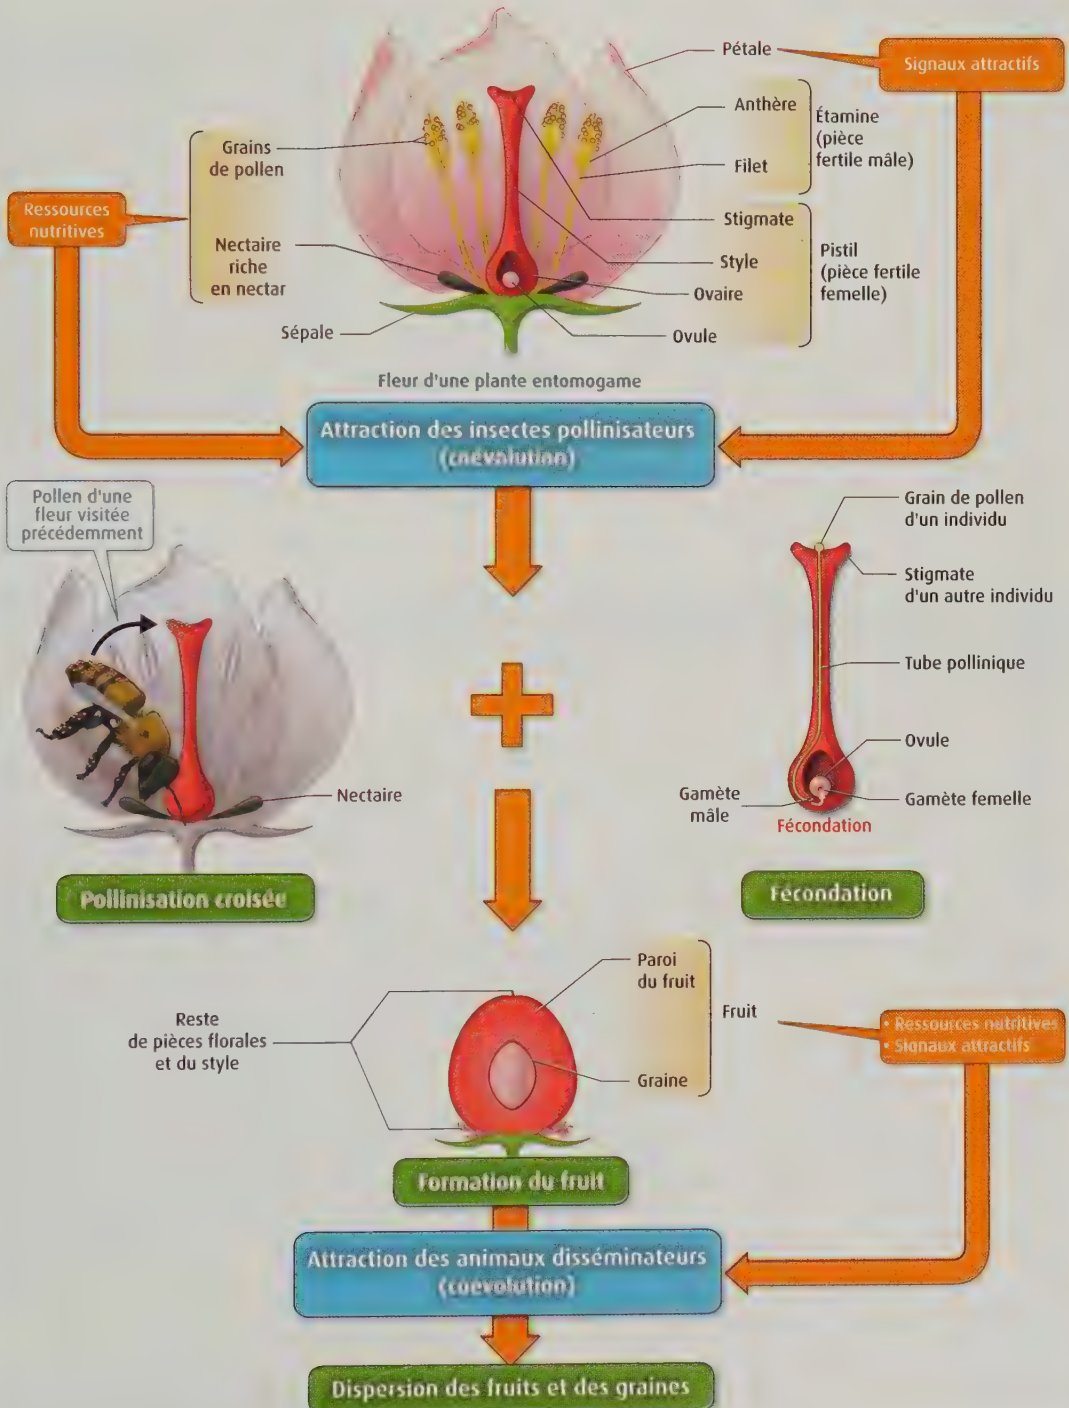 Pétale
Signaux attractifs
Anthère
Étamine
(pièce
fertile mâle)
Grains
de pollen
Filet
Ressources
nutritives
Stigmate
Nectaire
riche
en nectar
Style
Pistil
(pièce fertile
femelle)
Ovaire
Sépale
Ovule
Fleur d'une plante entomogame
Attraction des insectes pollinisateurs
(coévolution)
Pollen d'une
fleur visitée
précédemment
Grain de pollen
d'un individu
Stigmate
d'un autre individu
Tube pollinique
Ovule
Nectaire
Gamète
mâle
Gamète femelle
Fécondation
Pollinisation croisée
Fécondation
Paroi
du fruit
Reste
de pièces florales
et du style
Fruit
• Ressources nutritives
• Signaux attractifs
Graine
Formation du fruit
Attraction des animaux disséminateurs
(coévolution)
Dispersion des fruits et des graines